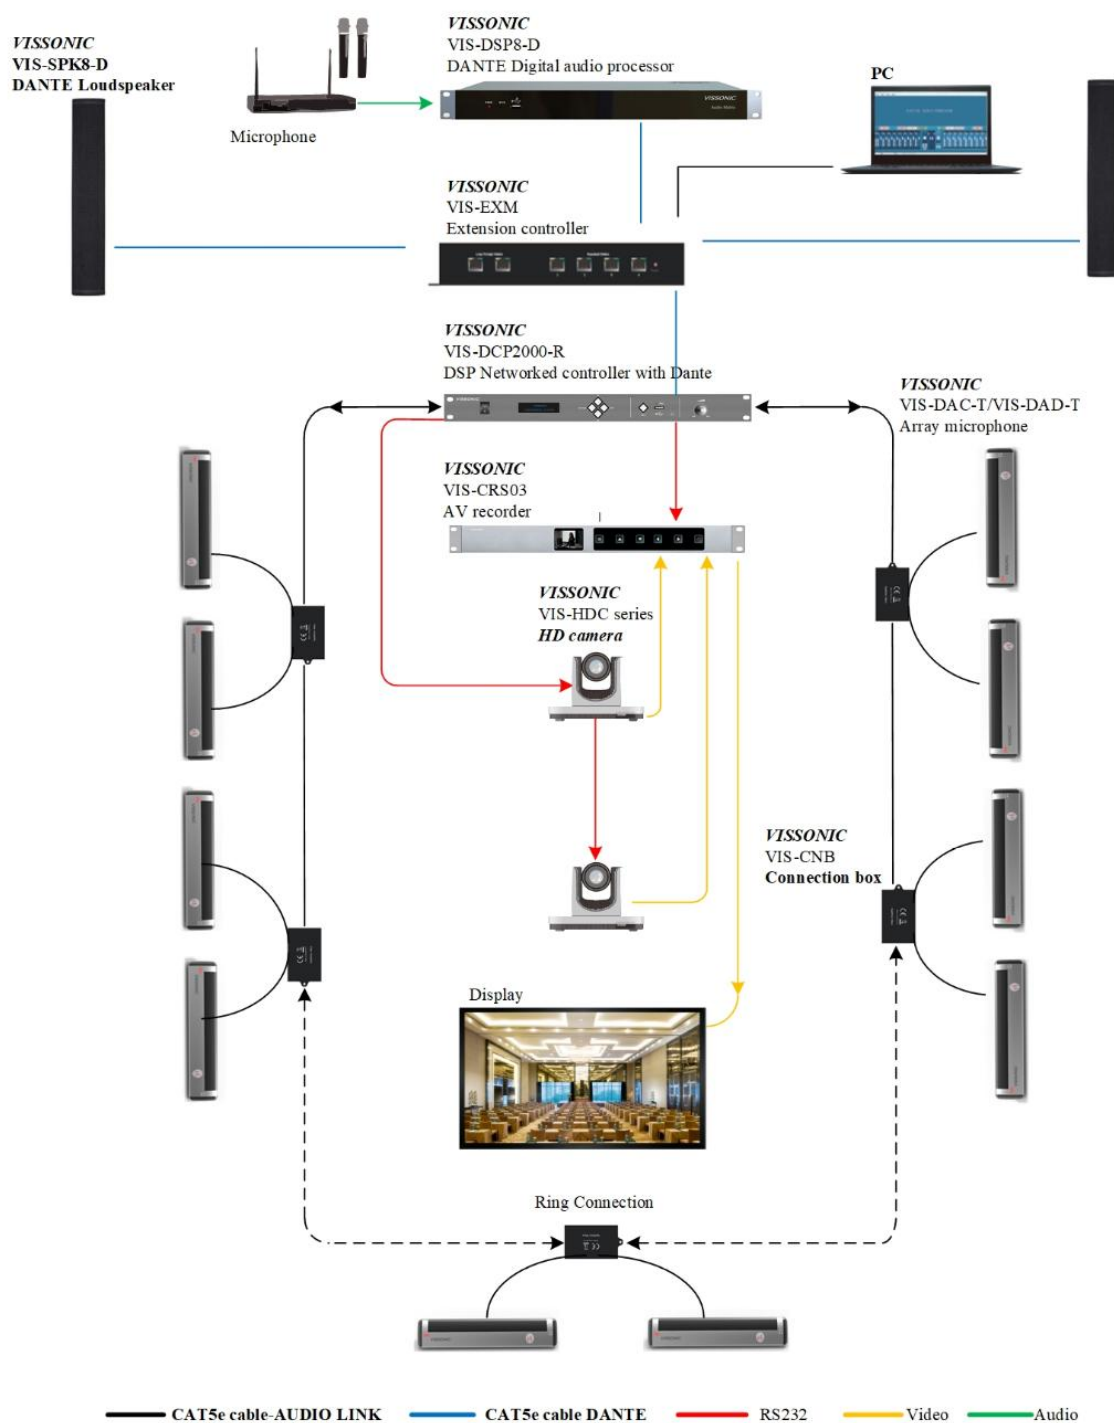 VISSONIC
VIS-SPK8-D
DANTE Loudspeaker
Microphone
VISSONIC
VIS-DSP8-D
DANTE Digital audio processor
VISSONIC
PC
VISSONIC
VIS-EXM
Extension controller
VISSONIC
VIS-DCP2000-R
DSP Networked controller with Dante
VISSONIC
VIS-DAC-T/VIS-DAD-T
Array microphone
VISSONIC
VIS-CRS03
AV recorder
VISSONIC
VIS-HDC series
HD camera
VISSONIC
VIS-CNB
Connection box
Display
Ring Connection
CAT5e cable-AUDIO LINK
CAT5e cable DANTE
RS232
Video
Audio